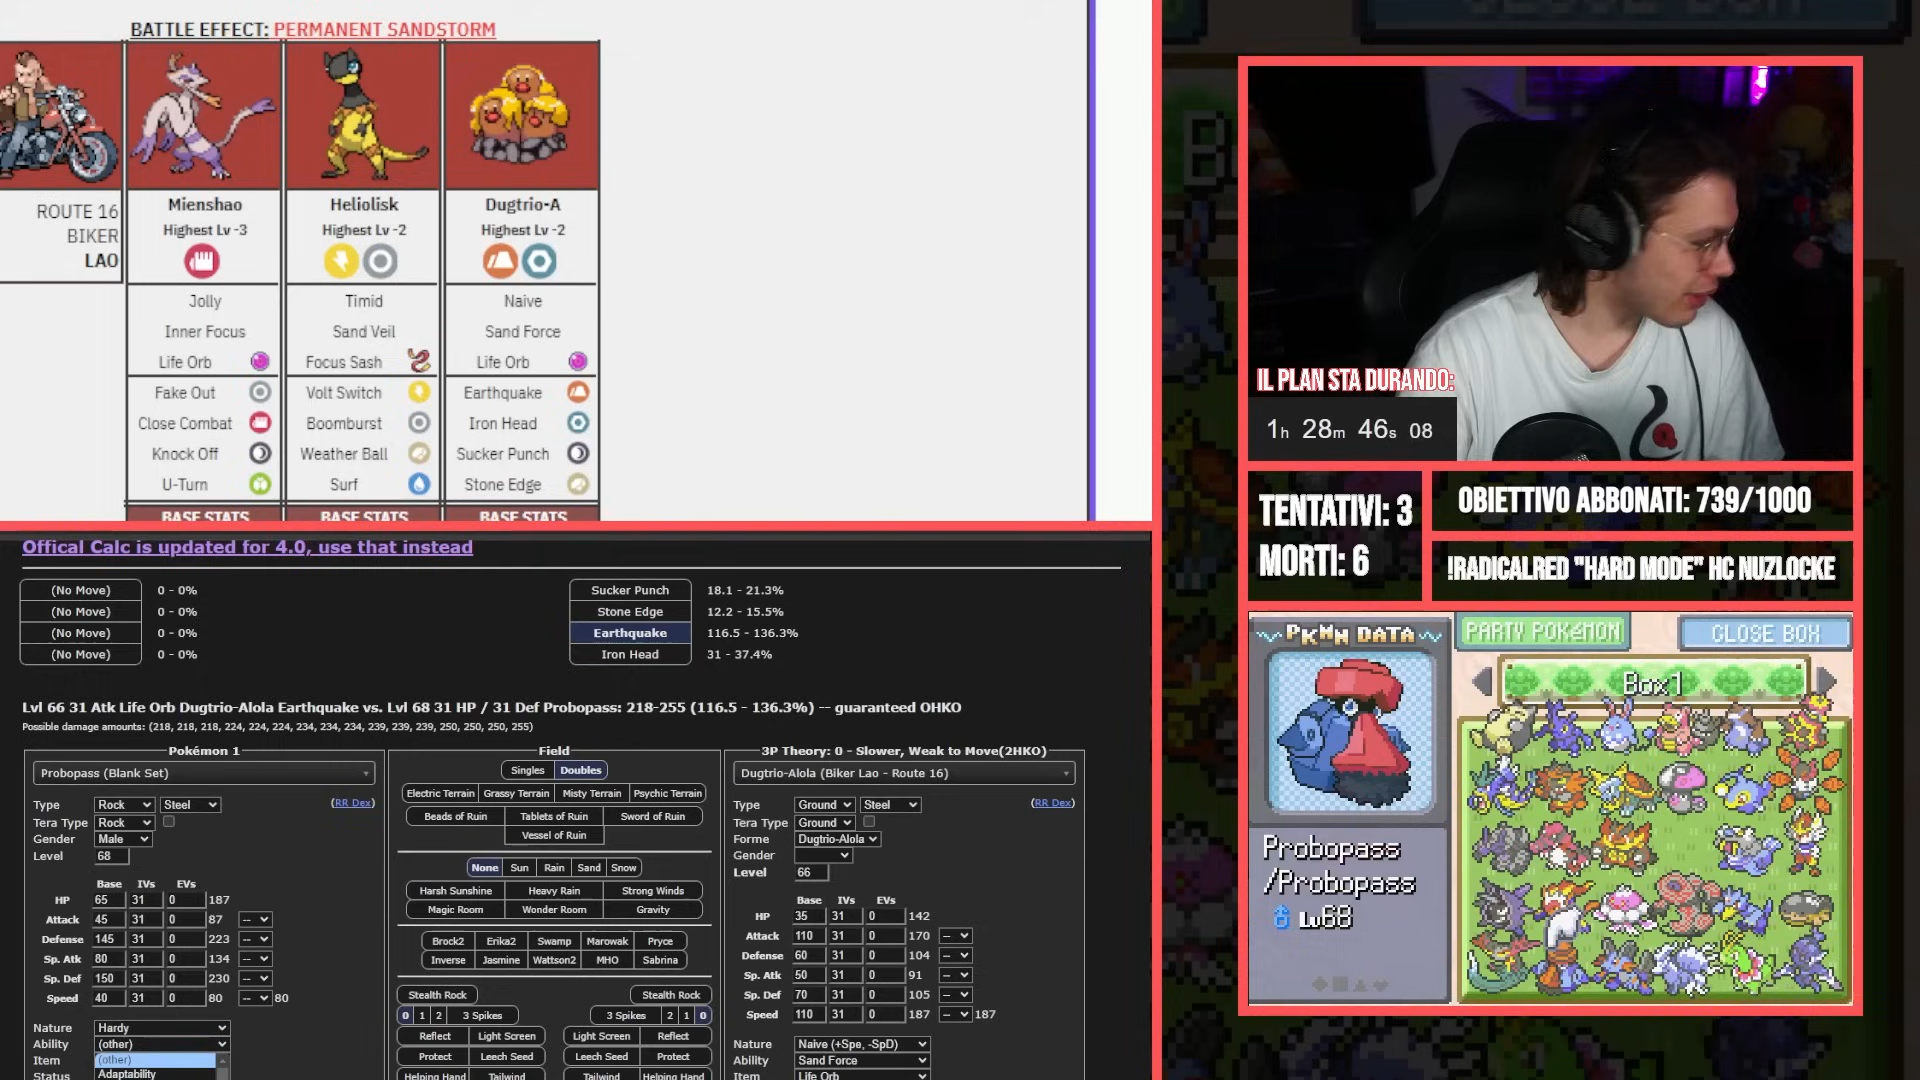 BATTLE EFFECT: PERMANENT SANDSTORM
ROUTE 16
BIKER
LAO
Mienshao
Highest Lv -3
Jolly
Inner Focus
Life Orb
Fake Out
Close Combat
Knock Off
U-Turn
BASE STATS
Heliolisk
Highest Lv -2
Timid
Sand Veil
Focus Sash
Volt Switch
Boomburst
Weather Ball
Surf
BASE STATS
Dugtrio-A
Highest Lv -2
Naive
Sand Force
Life Orb
Earthquake
Iron Head
Sucker Punch
Stone Edge
BASE STATS
Offical Calc is updated for 4.0, use that instead
(No Move) 0 - 0%
(No Move) 0 - 0%
(No Move) 0 - 0%
(No Move) 0 - 0%
Sucker Punch 18.1 - 21.3%
Stone Edge 12.2 - 15.5%
Earthquake 116.5 - 136.3%
Iron Head 31 - 37.4%
Lvl 66 31 Atk Life Orb Dugtrio-Alola Earthquake vs. Lvl 68 31 HP / 31 Def Probopass: 218-255 (116.5 - 136.3%) -- guaranteed OHKO
Possible damage amounts: (218, 218, 218, 224, 224, 224, 234, 234, 234, 239, 239, 239, 250, 250, 250, 255)
Pokémon 1
Probopass (Blank Set)
Type Rock Steel (RR Dex)
Tera Type Rock
Gender Male
Level 68
Base IVs EVs
HP 65 31 0 187
Attack 45 31 0 87 --
Defense 145 31 0 223 --
Sp. Atk 80 31 0 134 --
Sp. Def 150 31 0 230 --
Speed 40 31 0 80 -- 80
Nature Hardy
Ability (other)
Item (other)
Status Adaptability
Field
Singles Doubles
Electric Terrain Grassy Terrain Misty Terrain Psychic Terrain
Beads of Ruin Tablets of Ruin Sword of Ruin
Vessel of Ruin
None Sun Rain Sand Snow
Harsh Sunshine Heavy Rain Strong Winds
Magic Room Wonder Room Gravity
Brock2 Erika2 Swamp Marowak Pryce
Inverse Jasmine Wattson2 MHO Sabrina
Stealth Rock Stealth Rock
0 1 2 3 Spikes 3 Spikes 2 1 0
Reflect Light Screen Light Screen Reflect
Protect Leech Seed Leech Seed Protect
Helping Hand Tailwind Tailwind Helping Hand
3P Theory: 0 - Slower, Weak to Move(2HKO)
Dugtrio-Alola (Biker Lao - Route 16)
Type Ground Steel (RR Dex)
Tera Type Ground
Forme Dugtrio-Alola
Gender
Level 66
Base IVs EVs
HP 35 31 0 142
Attack 110 31 0 170 --
Defense 60 31 0 104 --
Sp. Atk 50 31 0 91 --
Sp. Def 70 31 0 105 --
Speed 110 31 0 187 -- 187
Nature Naive (+Spe, -SpD)
Ability Sand Force
Item Life Orb
IL PLAN STA DURANDO:
1h 28m 46s 08
TENTATIVI: 3
MORTI: 6
OBIETTIVO ABBONATI: 739/1000
!RADICALRED "HARD MODE" HC NUZLOCKE
PKMN DATA
PARTY POKéMON
CLOSE BOX
Box1
Probopass
/Probopass
Lv68